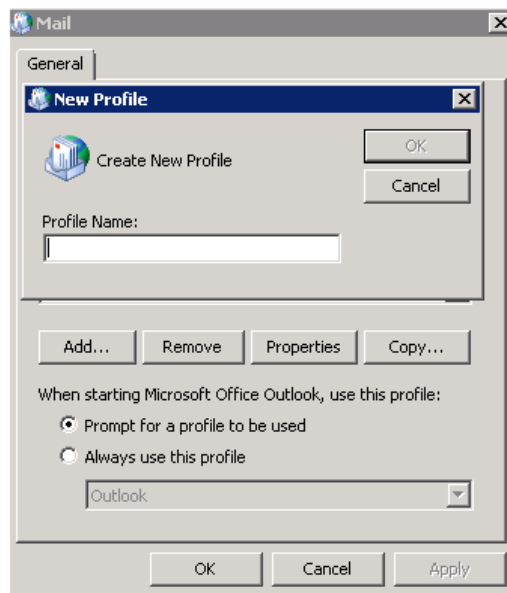 Mail
General
New Profile
Create New Profile
OK
Cancel
Profile Name:
Add... Remove Properties Copy...
When starting Microsoft Office Outlook, use this profile:
Prompt for a profile to be used
Always use this profile
Outlook
OK Cancel Apply